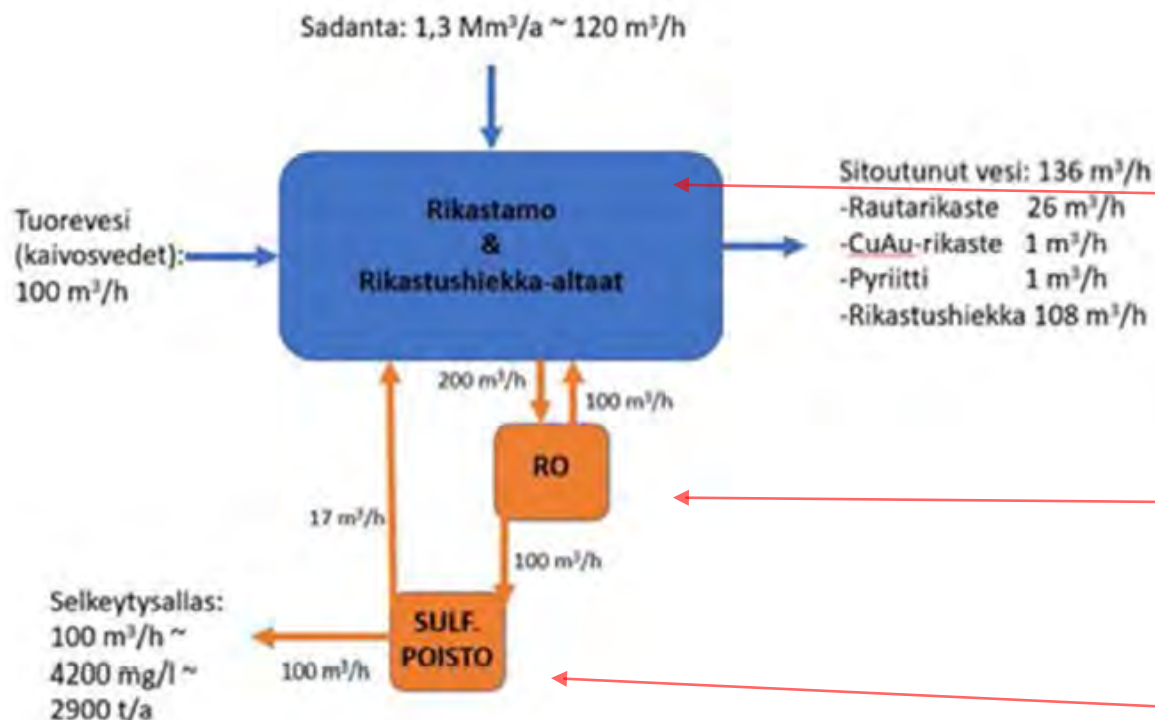 Sadanta: 1,3 Mm³/a ~ 120 m³/h
Tuorevesi
(kaivosvedet):
100 m³/h
Rikastamo
&
Rikastushiekka-altaat
Sitoutunut vesi: 136 m³/h
-Rautarikaste 26 m³/h
-CuAu-rikaste 1 m³/h
-Pyriitti 1 m³/h
-Rikastushiekka 108 m³/h
200 m³/h
100 m³/h
RO
17 m³/h
100 m³/h
Selkeytysallas:
100 m³/h ~
4200 mg/l ~
2900 t/a
100 m³/h
SULF.
POISTO